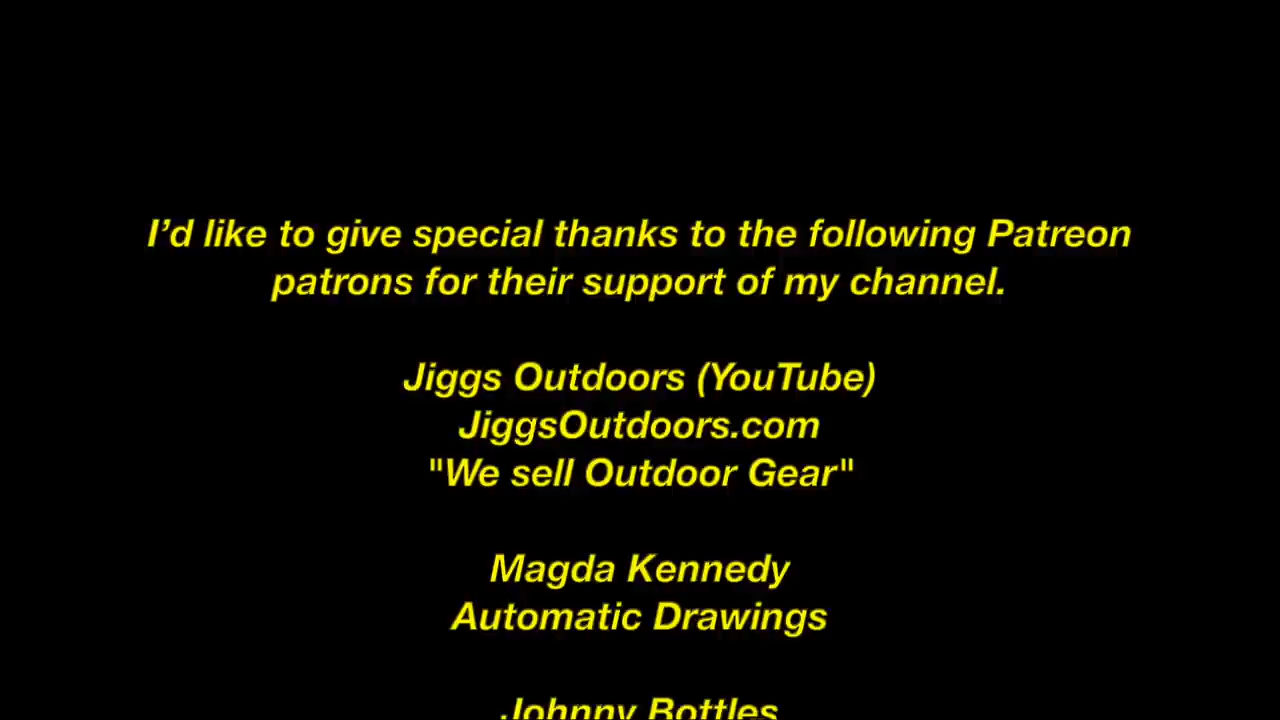 I’d like to give special thanks to the following Patreon
patrons for their support of my channel.
Jiggs Outdoors (YouTube)
JiggsOutdoors.com
"We sell Outdoor Gear"
Magda Kennedy
Automatic Drawings
Johnny Bottles